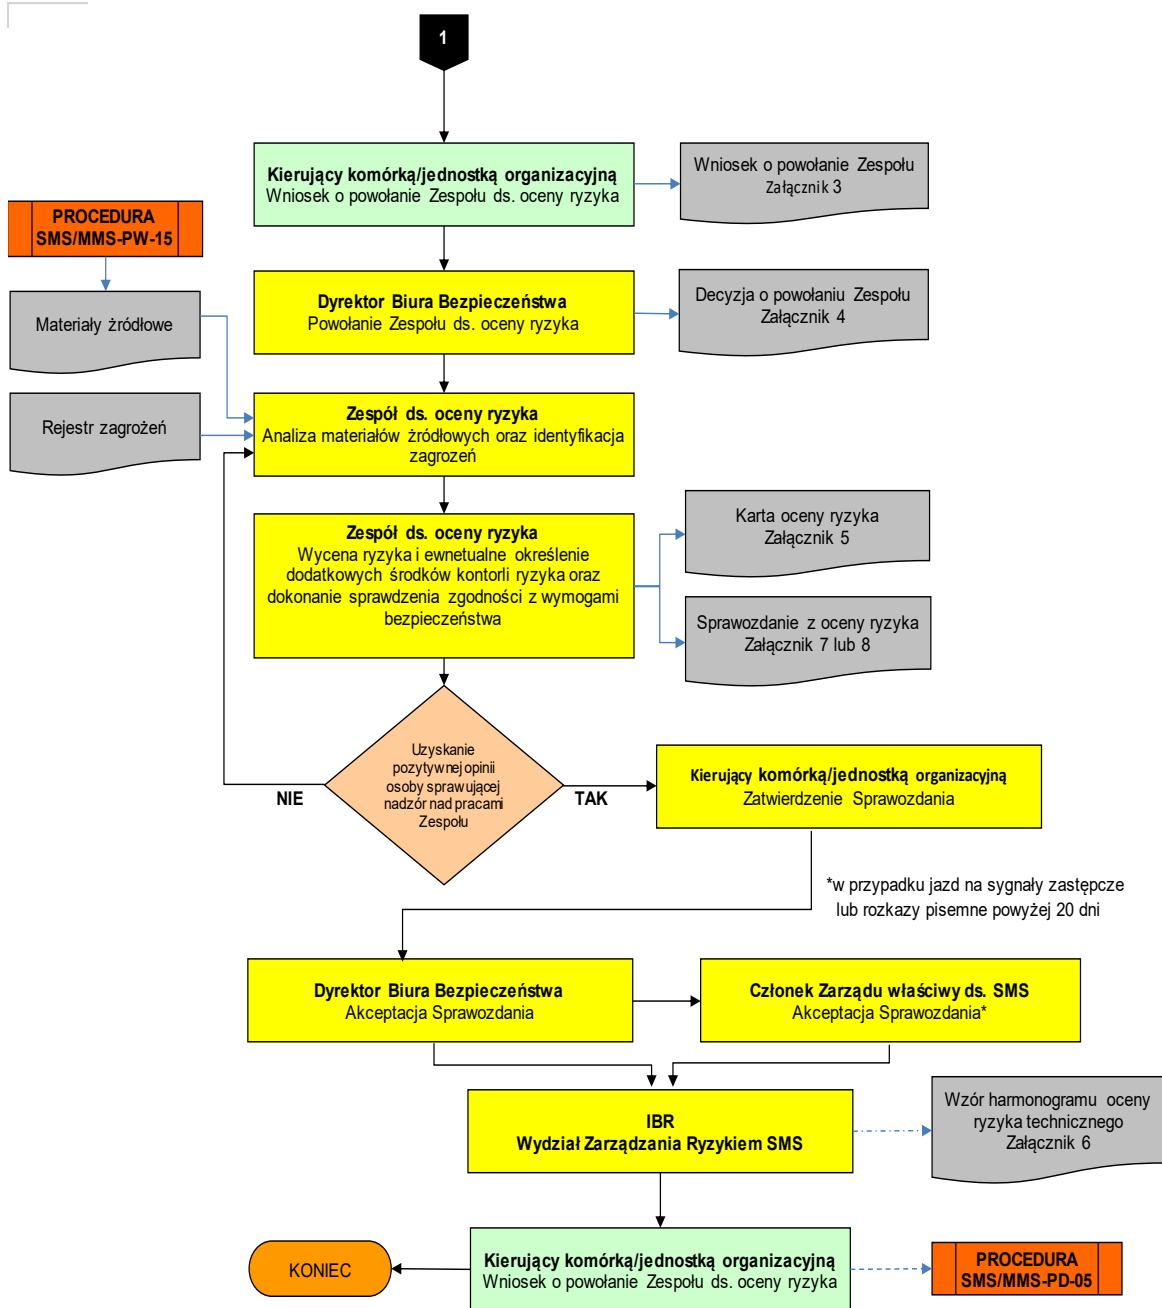 1
Kierujący komórką/jednostką organizacyjną
Wniosek o powołanie Zespołu ds. oceny ryzyka
Wniosek o powołanie Zespołu
Załącznik 3
PROCEDURA
SMS/MMS-PW-15
Dyrektor Biura Bezpieczeństwa
Powołanie Zespołu ds. oceny ryzyka
Decyzja o powołaniu Zespołu
Załącznik 4
Materiały żródłowe
Rejestr zagrożeń
Zespół ds. oceny ryzyka
Analiza materiałów żródłowych oraz identyfikacja
zagrozeń
Zespół ds. oceny ryzyka
Wycena ryzyka i ewnetualne określenie
dodatkowych środków kontorli ryzyka oraz
dokonanie sprawdzenia zgodności z wymogami
bezpieczeństwa
Karta oceny ryzyka
Załącznik 5
Sprawozdanie z oceny ryzyka
Załącznik 7 lub 8
Uzyskanie
pozytywnej opinii
osoby sprawującej
nadzór nad pracami
Zespołu
NIE
TAK
Kierujący komórką/jednostką organizacyjną
Zatwierdzenie Sprawozdania
*w przypadku jazd na sygnały zastępcze
lub rozkazy pisemne powyżej 20 dni
Dyrektor Biura Bezpieczeństwa
Akceptacja Sprawozdania
Członek Zarządu właściwy ds. SMS
Akceptacja Sprawozdania*
IBR
Wydział Zarządzania Ryzykiem SMS
Wzór harmonogramu oceny
ryzyka technicznego
Załącznik 6
KONIEC
Kierujący komórką/jednostką organizacyjną
Wniosek o powołanie Zespołu ds. oceny ryzyka
PROCEDURA
SMS/MMS-PD-05